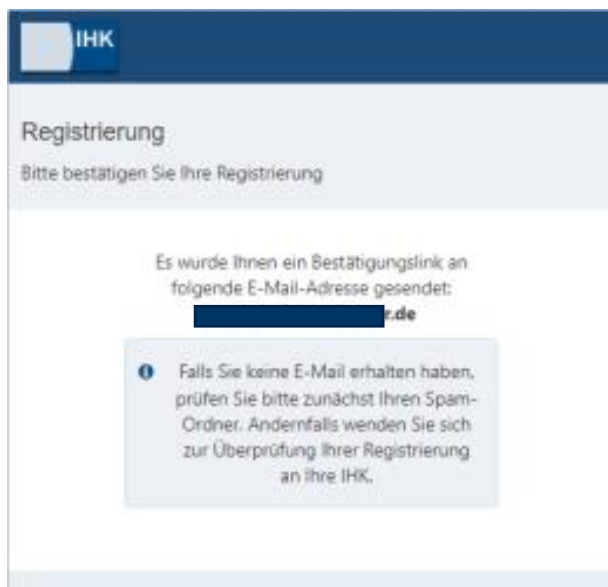 IHK
Registrierung
Bitte bestätigen Sie Ihre Registrierung
Es wurde Ihnen ein Bestätigungslink an
folgende E-Mail-Adresse gesendet:
r.de
Falls Sie keine E-Mail erhalten haben,
prüfen Sie bitte zunächst Ihren Spam-
Ordner. Andernfalls wenden Sie sich
zur Überprüfung Ihrer Registrierung
an Ihre IHK.